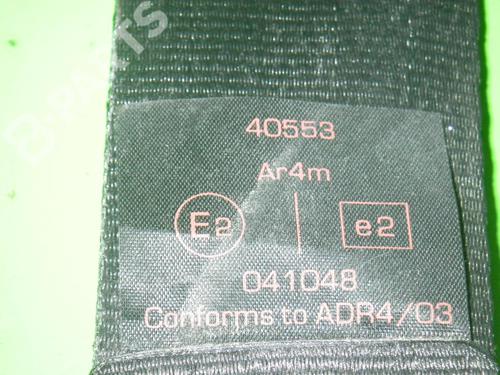 B-PARTS
40553
Ar4m
E2 e2
041048
Conforms to ADR4/03